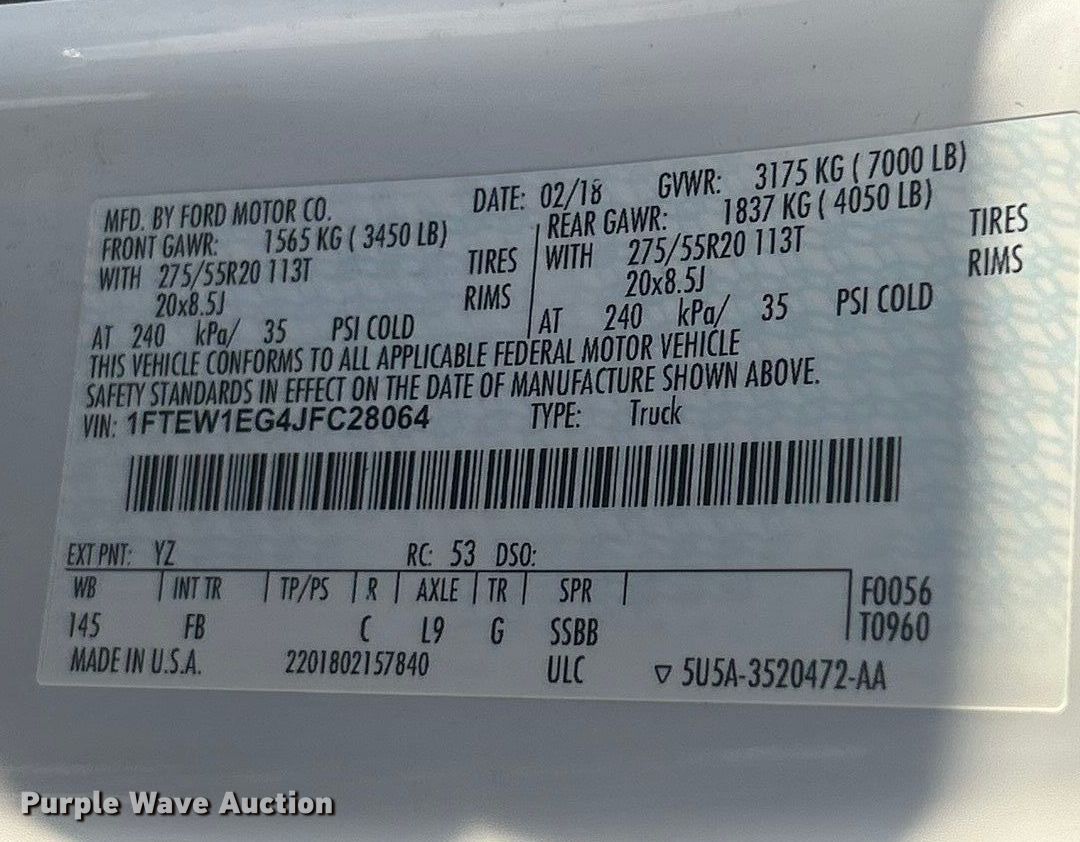 MFD. BY FORD MOTOR CO. DATE: 02/18 GVWR: 3175 KG ( 7000 LB)
FRONT GAWR: 1565 KG ( 3450 LB) REAR GAWR: 1837 KG ( 4050 LB)
WITH 275/55R20 113T TIRES WITH 275/55R20 113T TIRES
20x8.5J RIMS 20x8.5J RIMS
AT 240 kPa/ 35 PSI COLD AT 240 kPa/ 35 PSI COLD
THIS VEHICLE CONFORMS TO ALL APPLICABLE FEDERAL MOTOR VEHICLE
SAFETY STANDARDS IN EFFECT ON THE DATE OF MANUFACTURE SHOWN ABOVE.
VIN: 1FTEW1EG4JFC28064 TYPE: Truck
EXT PNT: YZ RC: 53 DSO:
WB INT TR TP/PS R AXLE TR SPR F0056
145 FB C L9 G SSBB T0960
MADE IN U.S.A. 2201802157840 ULC ▽ 5U5A-3520472-AA
Purple Wave Auction